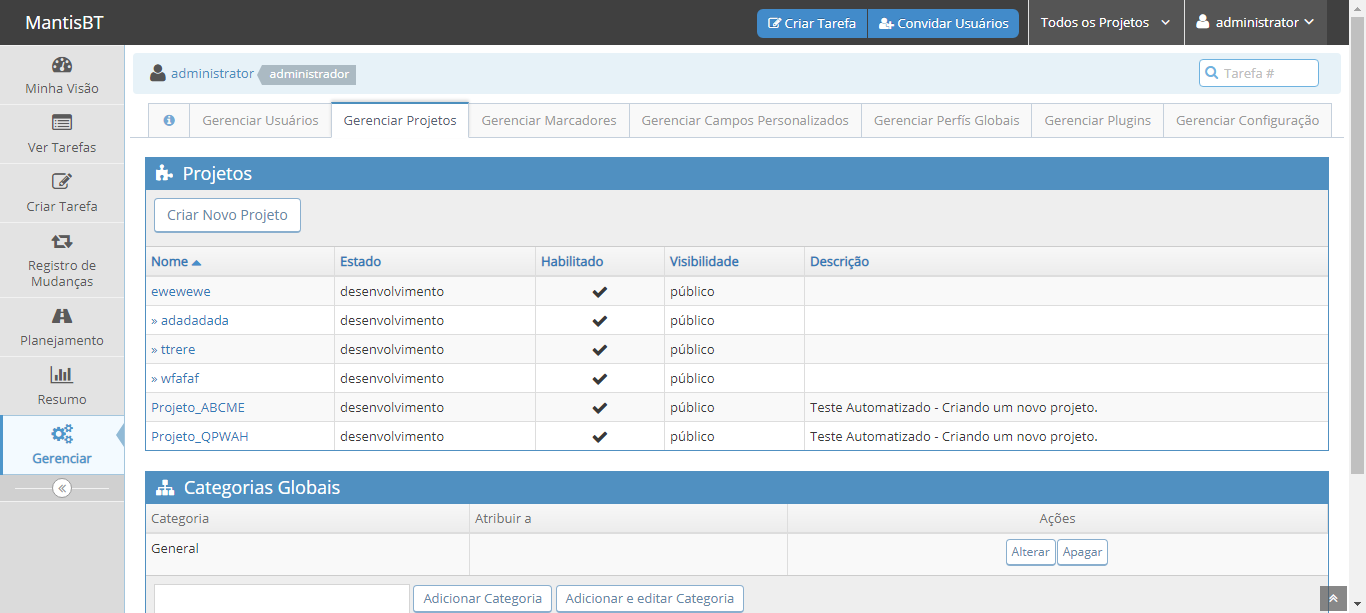 MantisBT
Criar Tarefa Convidar Usuários Todos os Projetos administrator
Minha Visão
Ver Tarefas
Criar Tarefa
Registro de
Mudanças
Planejamento
Resumo
Gerenciar
administrator administrador Tarefa #
Gerenciar Usuários Gerenciar Projetos Gerenciar Marcadores Gerenciar Campos Personalizados Gerenciar Perfís Globais Gerenciar Plugins Gerenciar Configuração
Projetos
Criar Novo Projeto
Nome Estado Habilitado Visibilidade Descrição
ewewewe desenvolvimento público
» adadadada desenvolvimento público
» ttrere desenvolvimento público
» wfafaf desenvolvimento público
Projeto_ABCME desenvolvimento público Teste Automatizado - Criando um novo projeto.
Projeto_QPWAH desenvolvimento público Teste Automatizado - Criando um novo projeto.
Categorias Globais
Categoria Atribuir a Ações
General Alterar Apagar
Adicionar Categoria Adicionar e editar Categoria